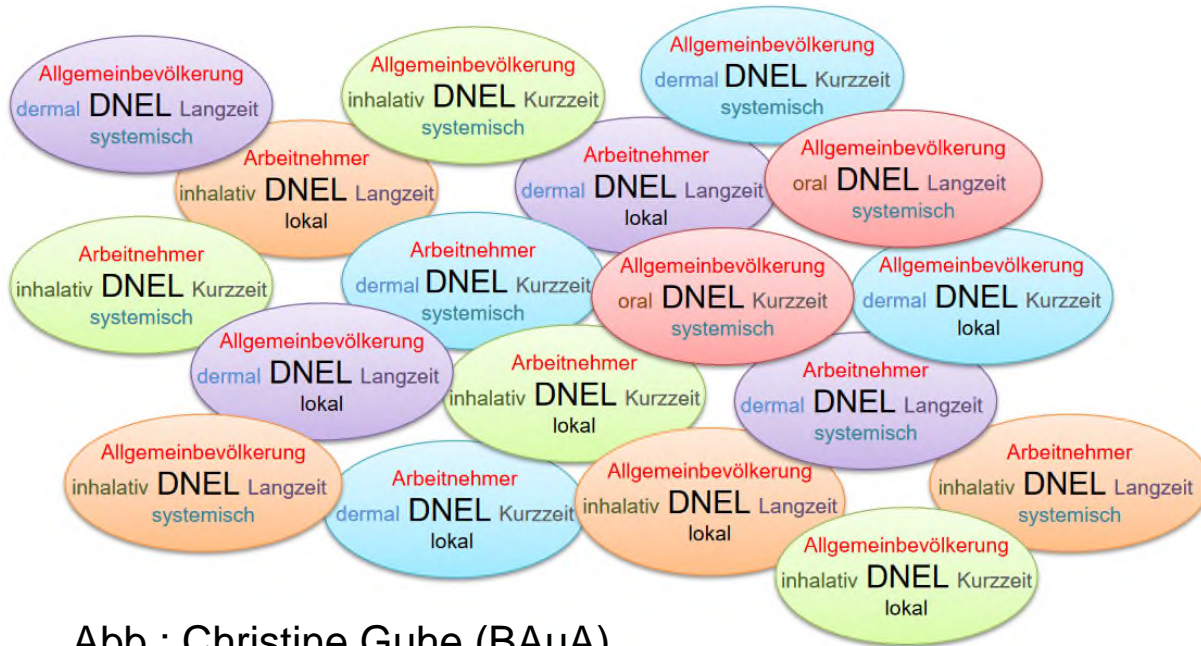 Allgemeinbevölkerung
dermal DNEL Langzeit
systemisch
Allgemeinbevölkerung
inhalativ DNEL Kurzzeit
systemisch
Allgemeinbevölkerung
dermal DNEL Kurzzeit
systemisch
Arbeitnehmer
inhalativ DNEL Langzeit
lokal
Arbeitnehmer
dermal DNEL Langzeit
lokal
Allgemeinbevölkerung
oral DNEL Langzeit
systemisch
Arbeitnehmer
inhalativ DNEL Kurzzeit
systemisch
Arbeitnehmer
dermal DNEL Kurzzeit
systemisch
Allgemeinbevölkerung
oral DNEL Kurzzeit
systemisch
Allgemeinbevölkerung
dermal DNEL Kurzzeit
lokal
Allgemeinbevölkerung
dermal DNEL Langzeit
lokal
Arbeitnehmer
inhalativ DNEL Kurzzeit
lokal
Arbeitnehmer
dermal DNEL Langzeit
systemisch
Allgemeinbevölkerung
inhalativ DNEL Langzeit
systemisch
Arbeitnehmer
dermal DNEL Kurzzeit
lokal
Allgemeinbevölkerung
inhalativ DNEL Langzeit
lokal
Arbeitnehmer
inhalativ DNEL Langzeit
systemisch
Allgemeinbevölkerung
inhalativ DNEL Kurzzeit
lokal
Abb.: Christine Guhe (BAuA)